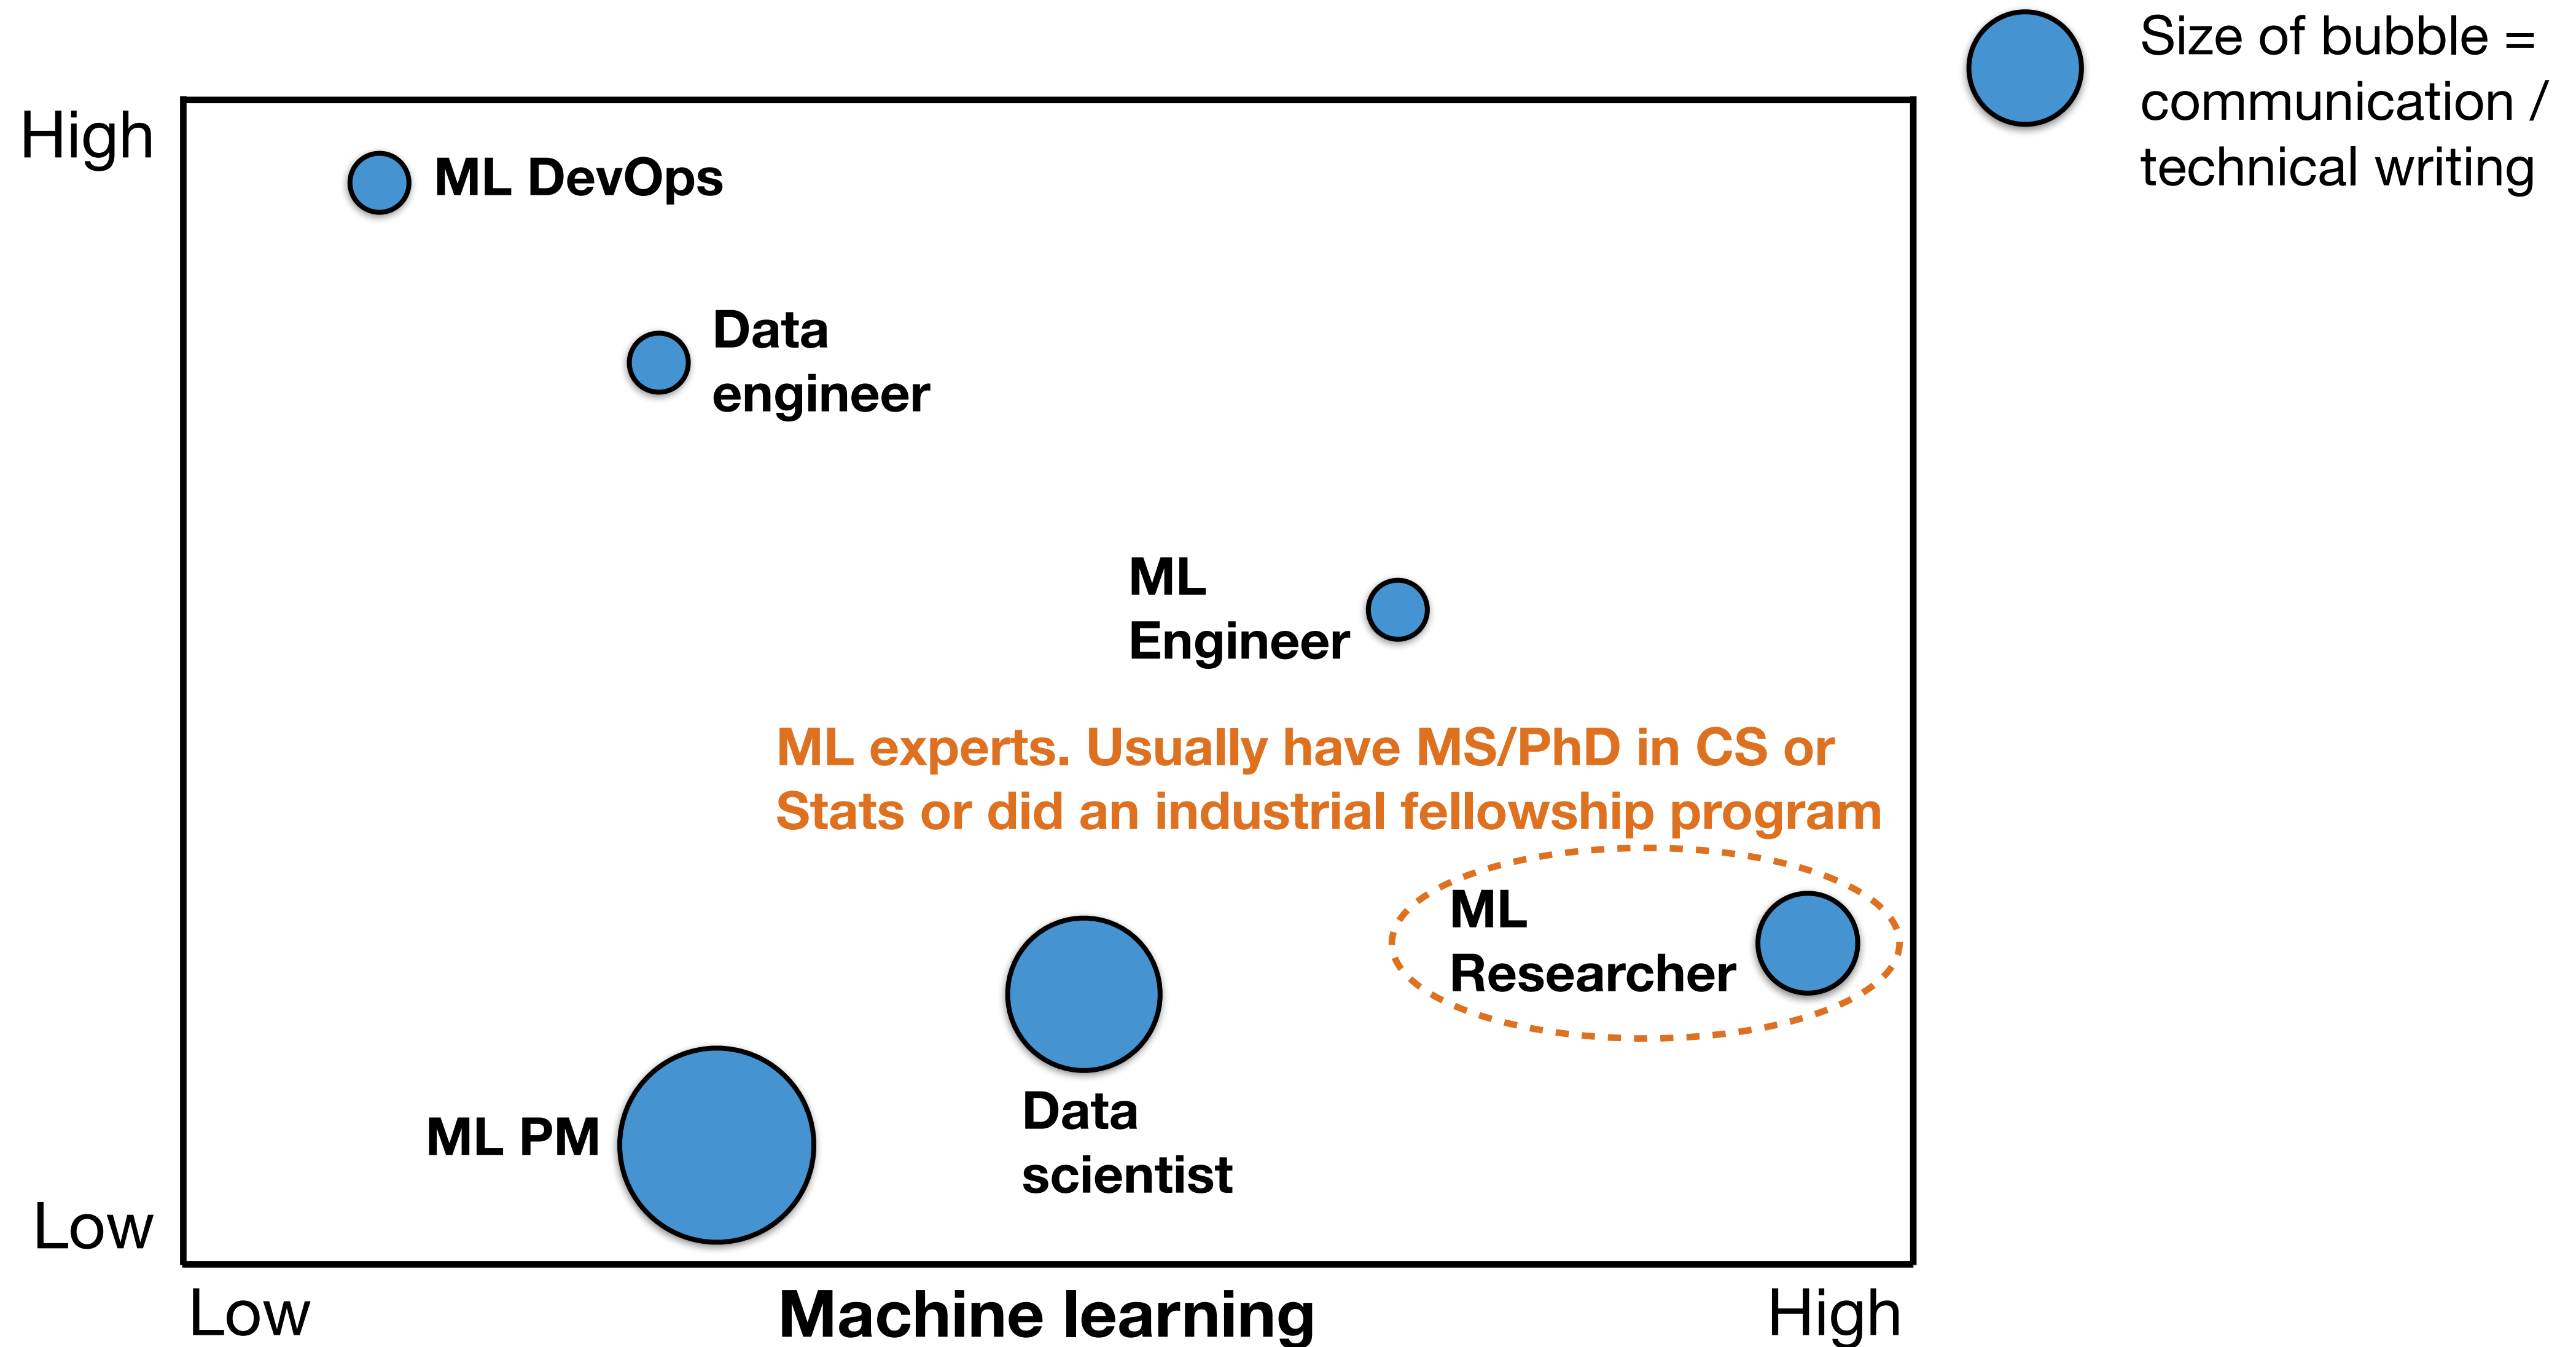 Size of bubble =
communication /
technical writing
High
ML DevOps
Data
engineer
ML
Engineer
ML experts. Usually have MS/PhD in CS or
Stats or did an industrial fellowship program
ML
Researcher
Data
scientist
ML PM
Low
Low
Machine learning
High